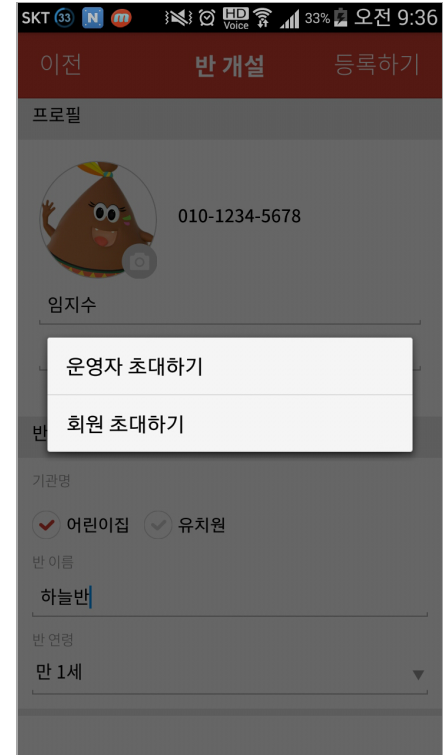 SKT 33 N m HD Voice 33% 오전 9:36
이전 반 개설 등록하기
프로필
010-1234-5678
임지수
운영자 초대하기
회원 초대하기
반
기관명
어린이집 유치원
반 이름
하늘반
반 연령
만 1세